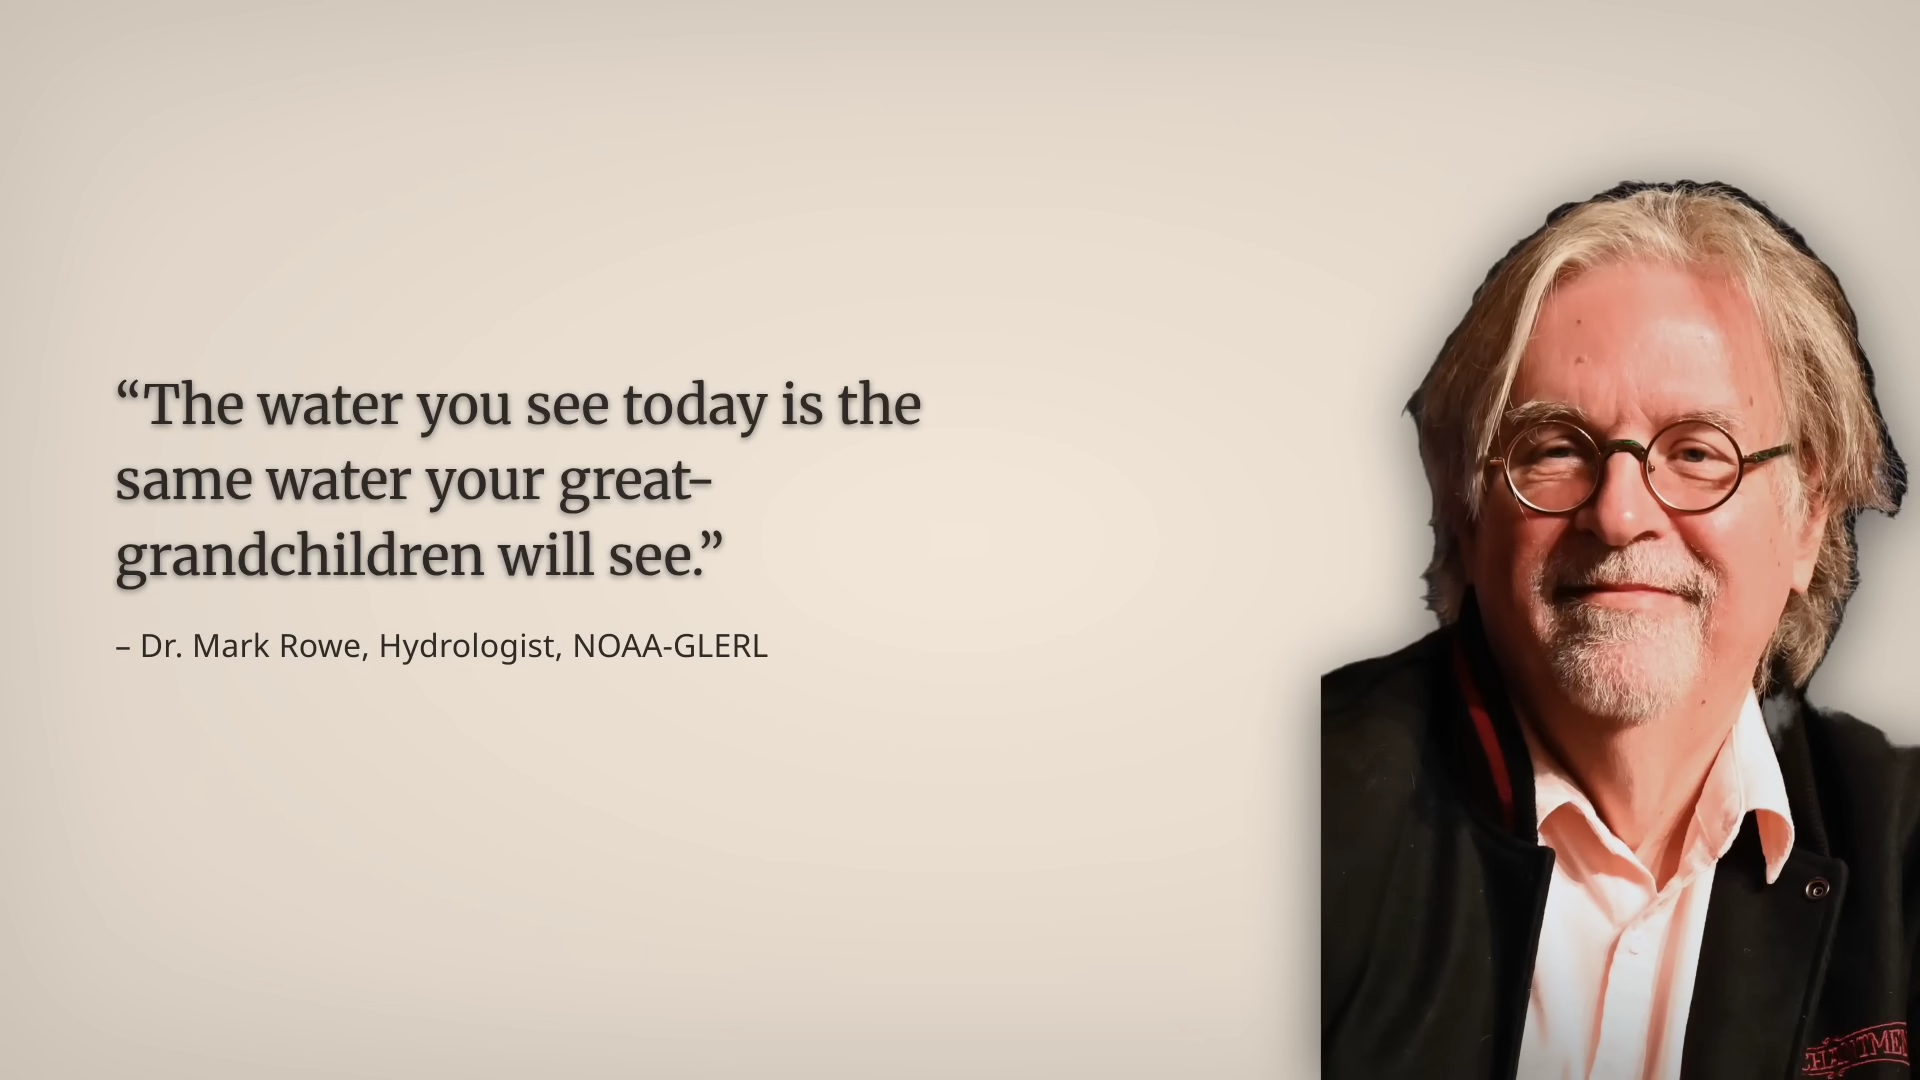 “The water you see today is the
same water your great-
grandchildren will see.”
– Dr. Mark Rowe, Hydrologist, NOAA-GLERL